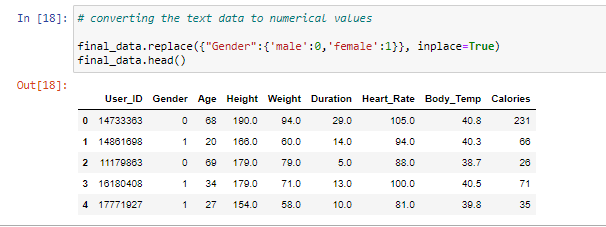 In [18]: # converting the text data to numerical values
final_data.replace({"Gender":{'male':0,'female':1}}, inplace=True)
final_data.head()
Out[18]:
User_ID Gender Age Height Weight Duration Heart_Rate Body_Temp Calories
0 14733363 0 68 190.0 94.0 29.0 105.0 40.8 231
1 14861698 1 20 166.0 60.0 14.0 94.0 40.3 66
2 11179863 0 69 179.0 79.0 5.0 88.0 38.7 26
3 16180408 1 34 179.0 71.0 13.0 100.0 40.5 71
4 17771927 1 27 154.0 58.0 10.0 81.0 39.8 35